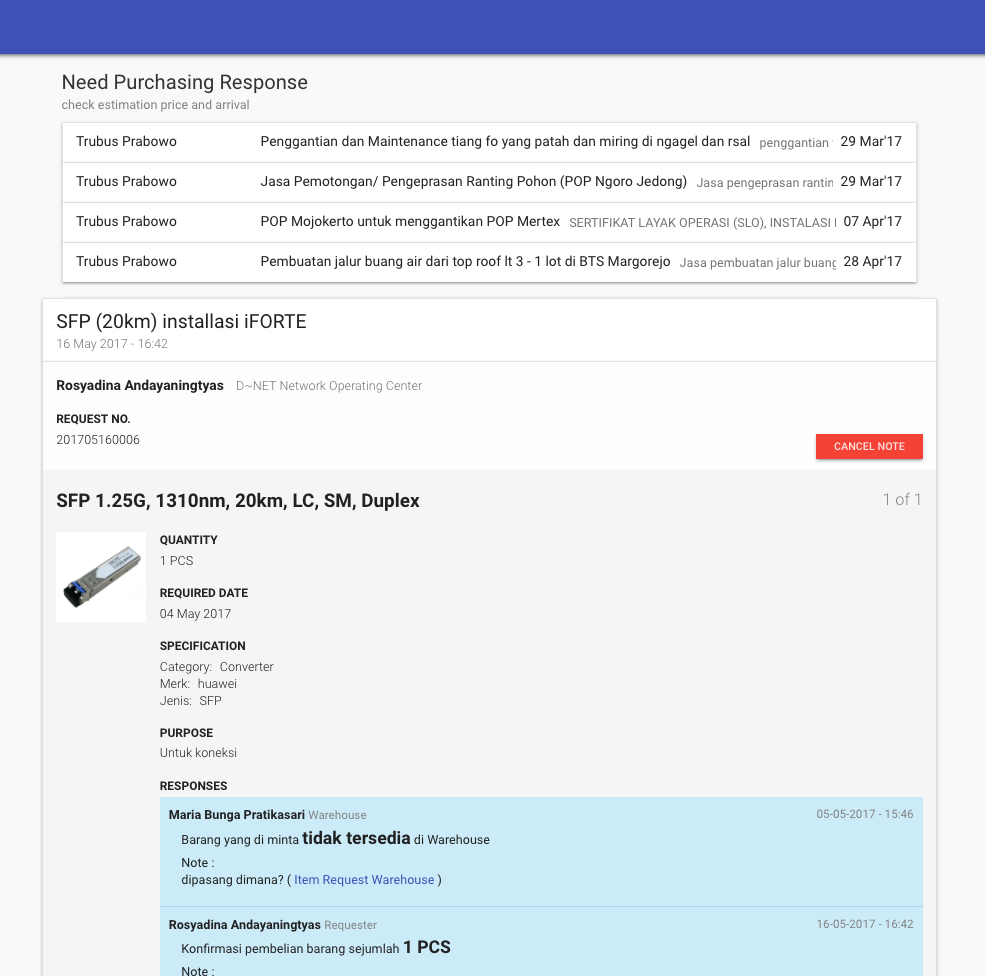 Need Purchasing Response
check estimation price and arrival
Trubus Prabowo Penggantian dan Maintenance tiang fo yang patah dan miring di ngagel dan rsal penggantian 29 Mar'17
Trubus Prabowo Jasa Pemotongan/ Pengeprasan Ranting Pohon (POP Ngoro Jedong) Jasa pengeprasan rantin 29 Mar'17
Trubus Prabowo POP Mojokerto untuk menggantikan POP Mertex SERTIFIKAT LAYAK OPERASI (SLO), INSTALASI 07 Apr'17
Trubus Prabowo Pembuatan jalur buang air dari top roof lt 3 - 1 lot di BTS Margorejo Jasa pembuatan jalur buang 28 Apr'17
SFP (20km) installasi iFORTE
16 May 2017 - 16:42
Rosyadina Andayaningtyas D~NET Network Operating Center
REQUEST NO.
201705160006
CANCEL NOTE
SFP 1.25G, 1310nm, 20km, LC, SM, Duplex 1 of 1
QUANTITY
1 PCS
REQUIRED DATE
04 May 2017
SPECIFICATION
Category: Converter
Merk: huawei
Jenis: SFP
PURPOSE
Untuk koneksi
RESPONSES
Maria Bunga Pratikasari Warehouse 05-05-2017 - 15:46
Barang yang di minta tidak tersedia di Warehouse
Note :
dipasang dimana? ( Item Request Warehouse )
Rosyadina Andayaningtyas Requester 16-05-2017 - 16:42
Konfirmasi pembelian barang sejumlah 1 PCS
Note :